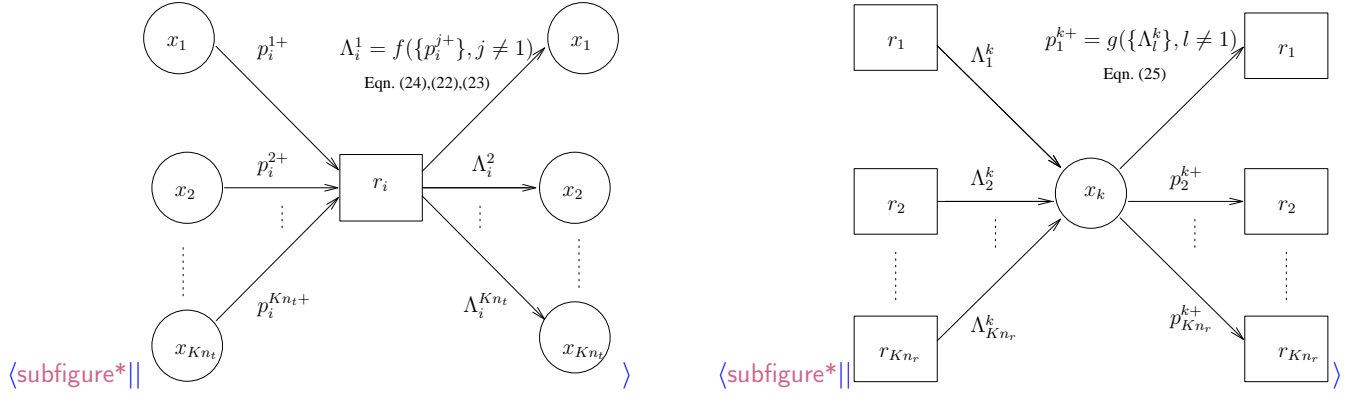 x_1
p_i^{1+}
Λ_i^1 = f({p_i^{j+}}, j ≠ 1)
Eqn. (24),(22),(23)
x_1
x_2
p_i^{2+}
r_i
Λ_i^2
x_2
x_{Kn_t}
p_i^{Kn_t+}
Λ_i^{Kn_t}
x_{Kn_t}
⟨subfigure*|| ⟩
r_1
Λ_1^k
p_1^{k+} = g({Λ_l^k}, l ≠ 1)
Eqn. (25)
r_1
r_2
Λ_2^k
x_k
p_2^{k+}
r_2
r_{Kn_r}
Λ_{Kn_r}^k
p_{Kn_r}^{k+}
r_{Kn_r}
⟨subfigure*|| ⟩